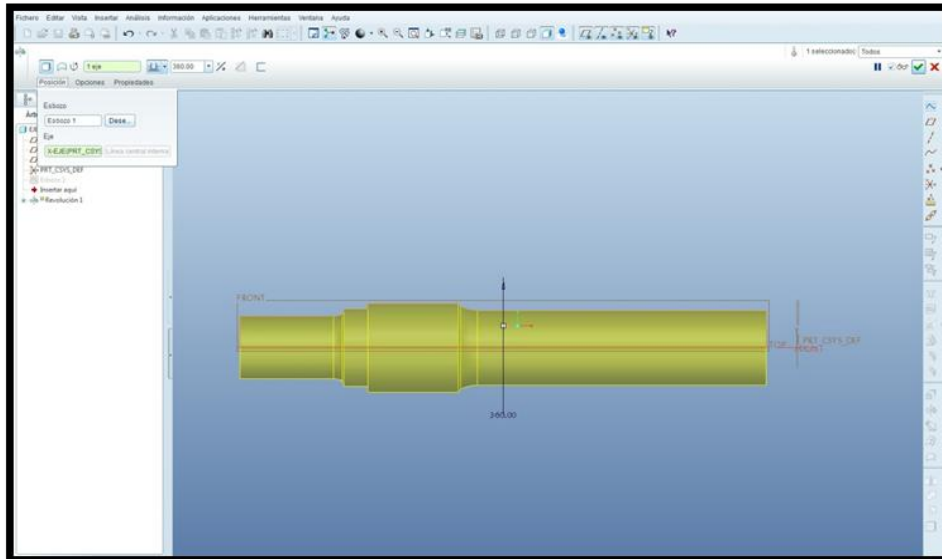 Fichero Editar Vista Insertar Análisis Información Aplicaciones Herramientas Ventana Ayuda
1 seleccionado) Todos
1 eje 360.00
Posición Opciones Propiedades
Esbozo
Esbozo 1 Dese..
Eje
X-EJE(PRT_CSYS Línea central interna
PRT_CSYS_DEF
Insertar aquí
Revolución 1
FRONT
TOP PRT_CSYS_DEF
360.00